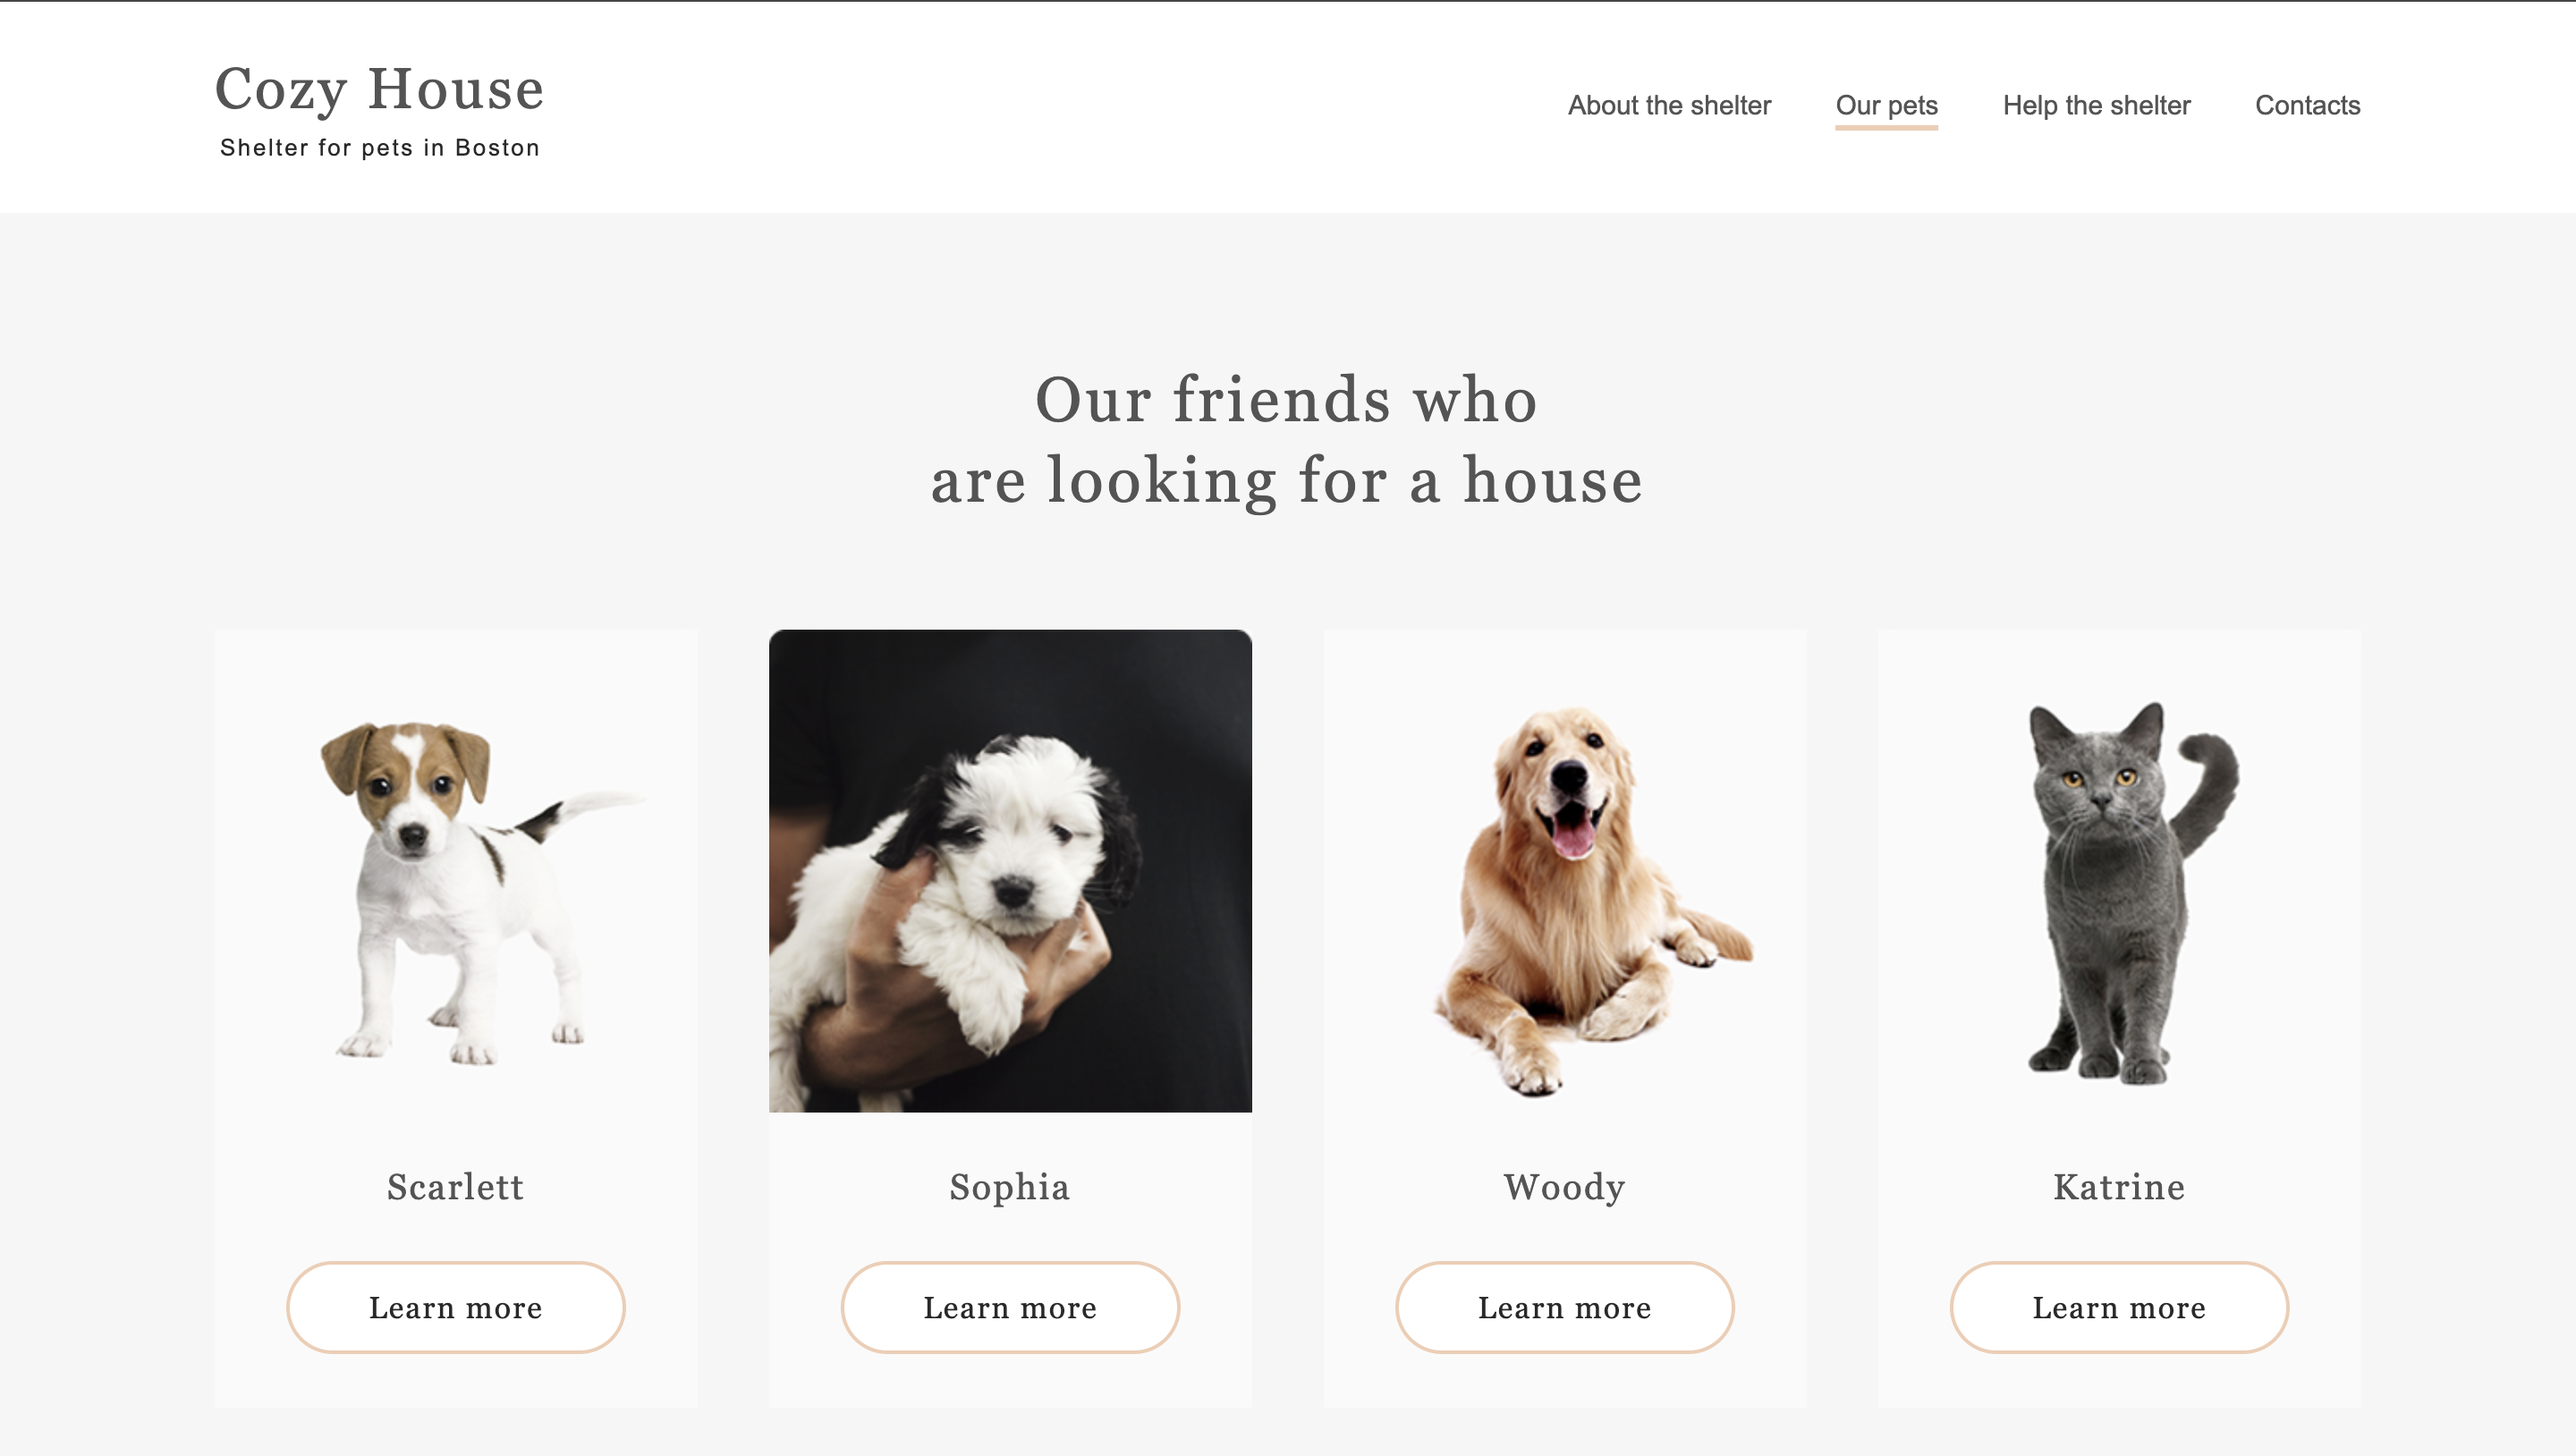 Cozy House
Shelter for pets in Boston
About the shelter
Our pets
Help the shelter
Contacts
Our friends who
are looking for a house
Scarlett
Sophia
Woody
Katrine
Learn more
Learn more
Learn more
Learn more